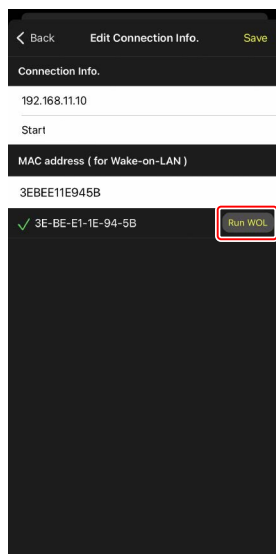 Back Edit Connection Info. Save
Connection Info.
192.168.11.10
Start
MAC address ( for Wake-on-LAN )
3EBEE11E945B
3E-BE-E1-1E-94-5B Run WOL